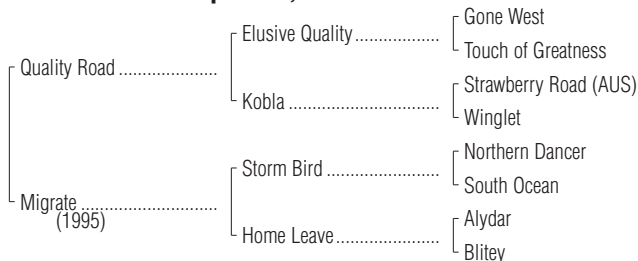 Gone West
Elusive Quality ......................
Touch of Greatness
Quality Road ....................
Strawberry Road (AUS)
Kobla ......................................
Winglet
Northern Dancer
Storm Bird ............................
South Ocean
Migrate ...........................
(1995)
Alydar
Home Leave..........................
Blitey